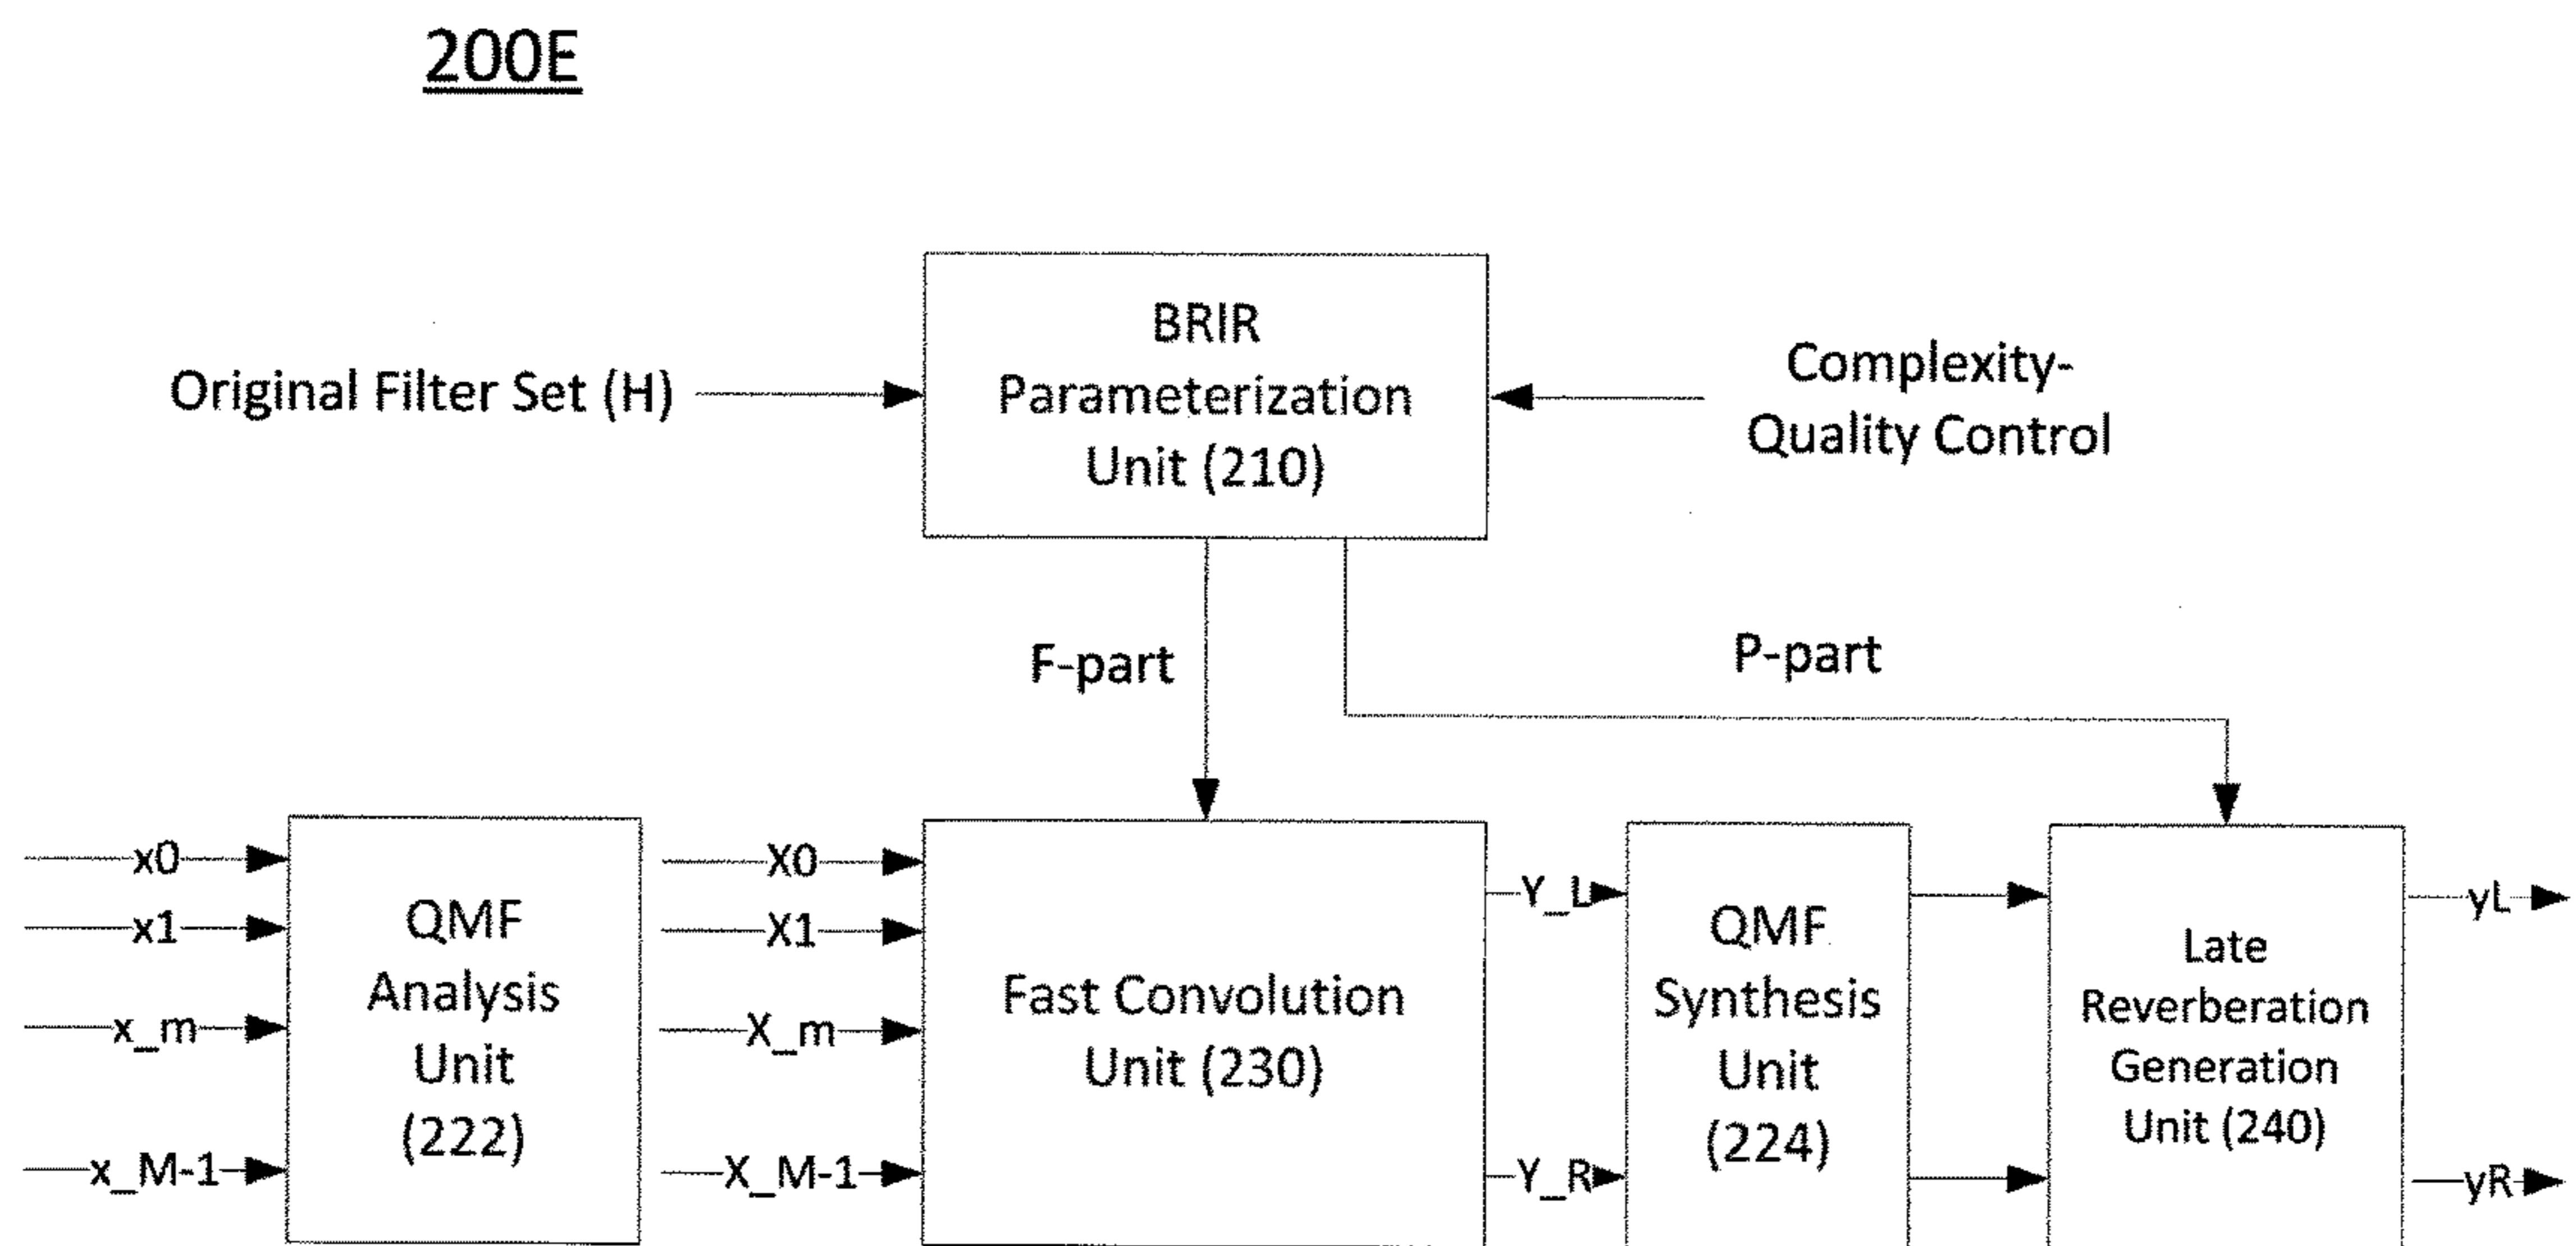 200E
BRIR
Parameterization
Unit (210)
Original Filter Set (H)
Complexity-
Quality Control
F-part
P-part
x0
x1
x_m
x_M-1
QMF
Analysis
Unit
(222)
X0
X1
X_m
X_M-1
Fast Convolution
Unit (230)
Y_L
Y_R
QMF
Synthesis
Unit
(224)
Late
Reverberation
Generation
Unit (240)
yL
yR